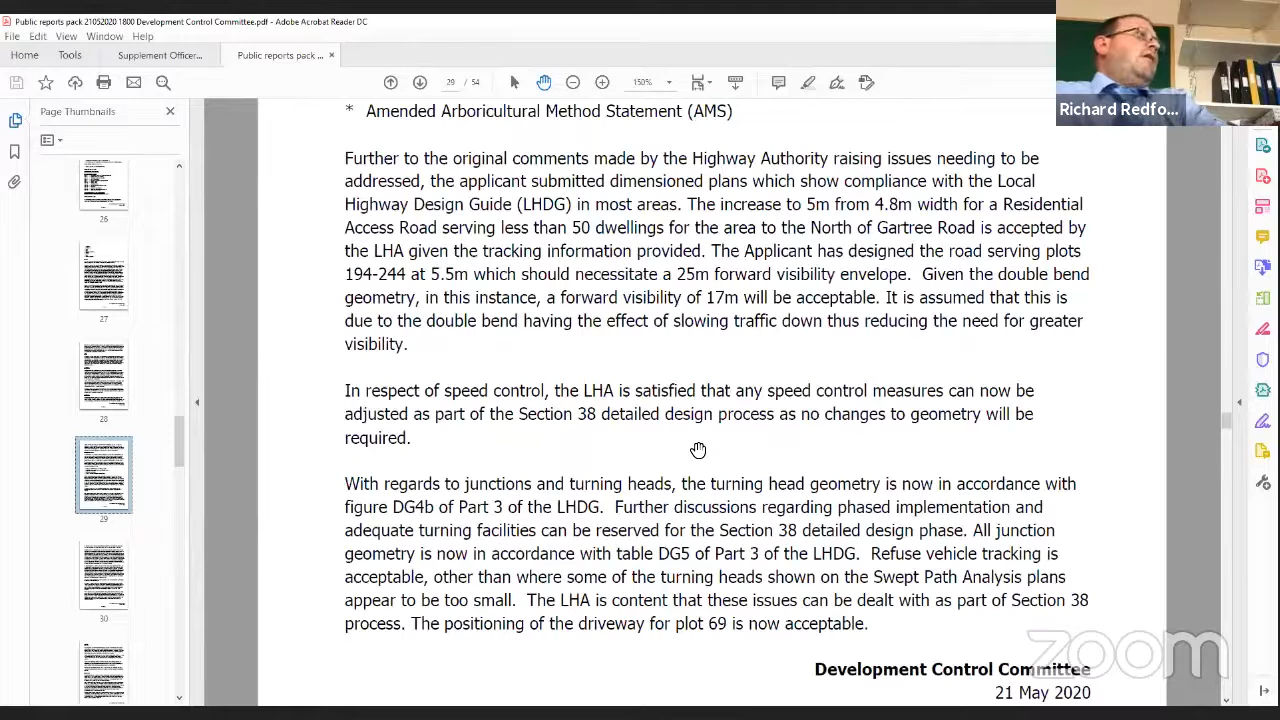 Public reports pack 21052020 1800 Development Control Committee.pdf - Adobe Acrobat Reader DC
File Edit View Window Help
Home Tools Supplement Officer... Public reports pack ... ×
29 / 54 150%
Richard Redfo...
Page Thumbnails
26
27
28
29
30
* Amended Arboricultural Method Statement (AMS)
Further to the original comments made by the Highway Authority raising issues needing to be
addressed, the applicant submitted dimensioned plans which show compliance with the Local
Highway Design Guide (LHDG) in most areas. The increase to 5m from 4.8m width for a Residential
Access Road serving less than 50 dwellings for the area to the North of Gartree Road is accepted by
the LHA given the tracking information provided. The Applicant has designed the road serving plots
194-244 at 5.5m which should necessitate a 25m forward visibility envelope. Given the double bend
geometry, in this instance, a forward visibility of 17m will be acceptable. It is assumed that this is
due to the double bend having the effect of slowing traffic down thus reducing the need for greater
visibility.
In respect of speed control, the LHA is satisfied that any speed control measures can now be
adjusted as part of the Section 38 detailed design process as no changes to geometry will be
required.
With regards to junctions and turning heads, the turning head geometry is now in accordance with
figure DG4b of Part 3 of the LHDG. Further discussions regarding phased implementation and
adequate turning facilities can be reserved for the Section 38 detailed design phase. All junction
geometry is now in accordance with table DG5 of Part 3 of the LHDG. Refuse vehicle tracking is
acceptable, other than where some of the turning heads shown on the Swept Path Analysis plans
appear to be too small. The LHA is content that these issues can be dealt with as part of Section 38
process. The positioning of the driveway for plot 69 is now acceptable.
Development Control Committee
21 May 2020
zoom